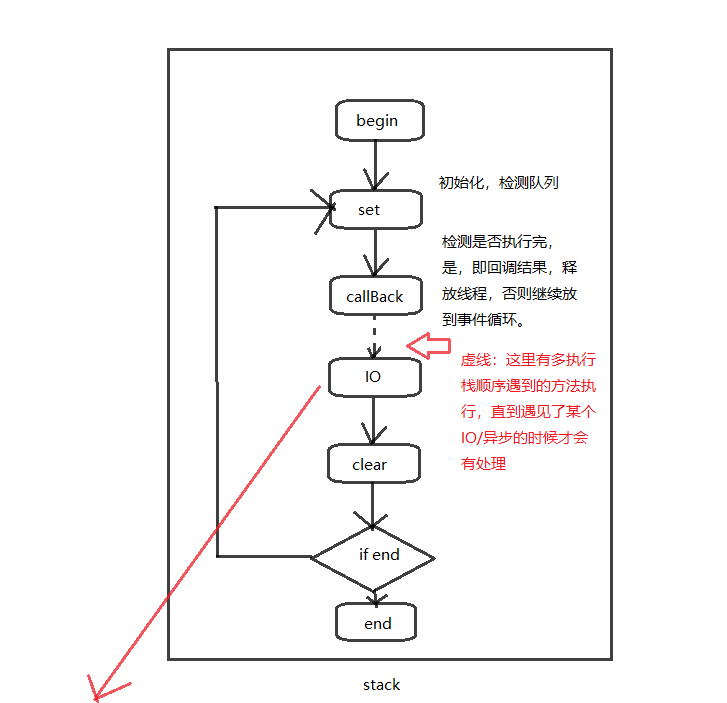 begin
初始化，检测队列
set
检测是否执行完，
是，即回调结果，释
放线程，否则继续放
到事件循环。
callBack
虚线：这里有多执行
栈顺序遇到的方法执
行，直到遇见了某个
IO/异步的时候才会
有处理
IO
clear
if end
end
stack